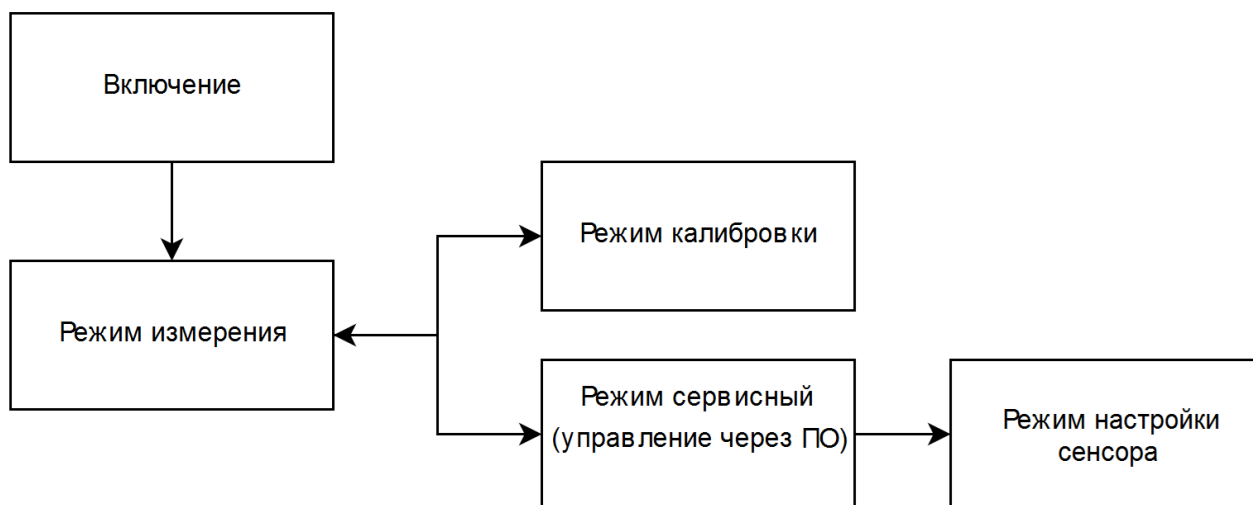 Включение
Режим калибровки
Режим измерения
Режим сервисный
(управление через ПО)
Режим настройки
сенсора